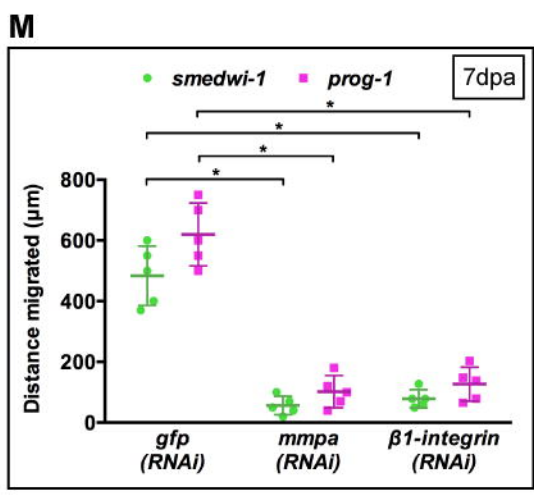 M
smedwi-1 prog-1 7dpa
*
*
*
*
Distance migrated (μm)
800
600
400
200
0
gfp mmpa β1-integrin
(RNAi) (RNAi) (RNAi)